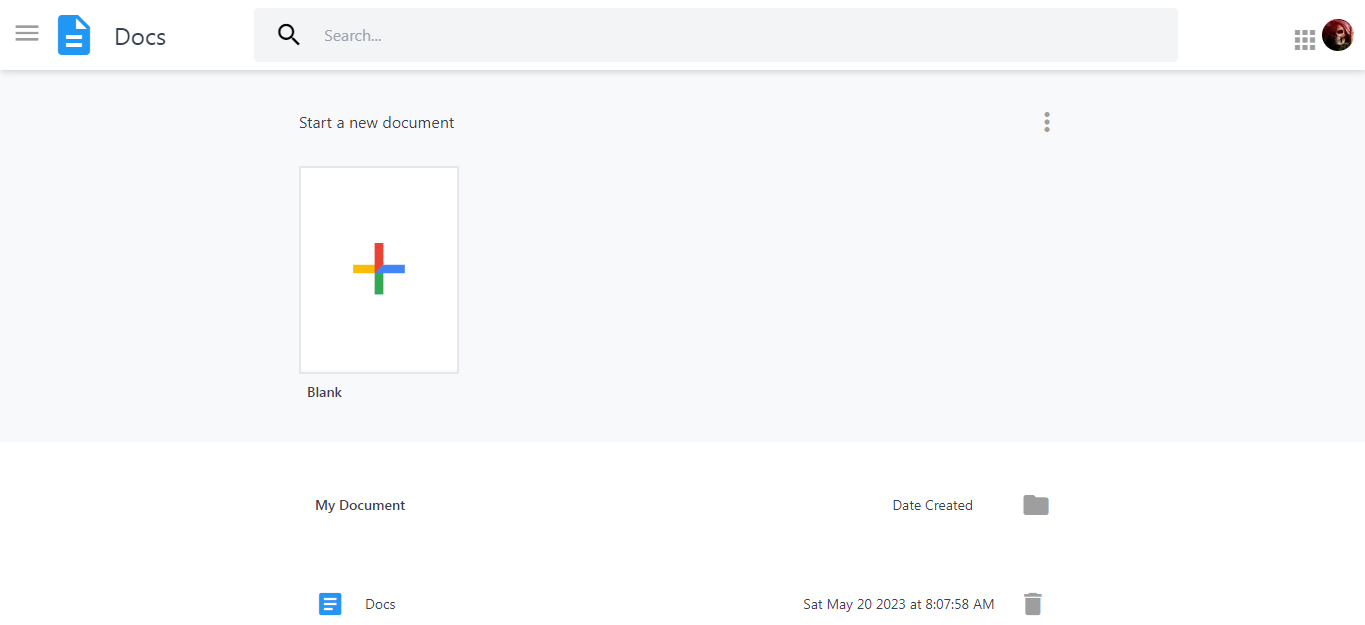 Docs
Search...
Start a new document
Blank
My Document Date Created
Docs Sat May 20 2023 at 8:07:58 AM